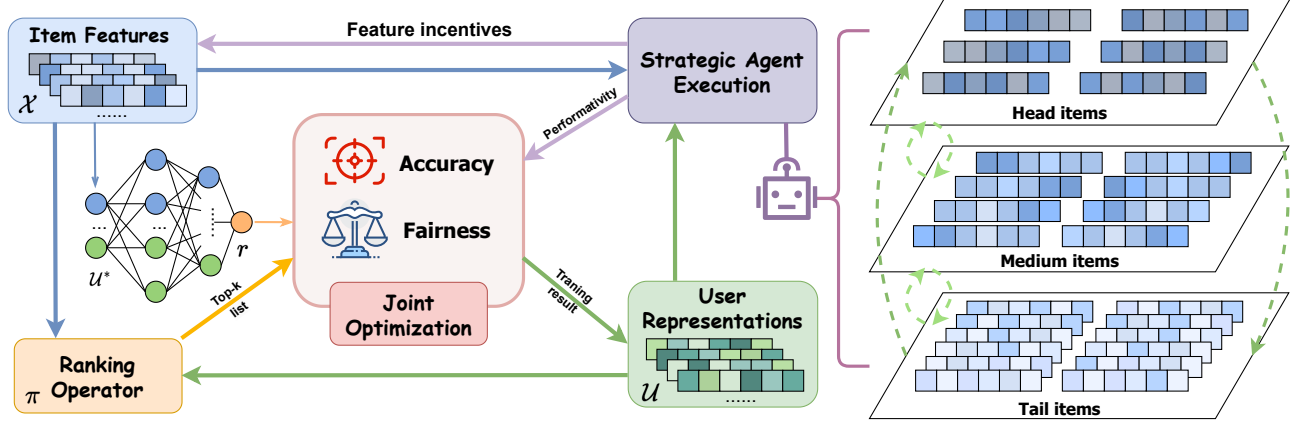 Item Features
𝒳
......
Feature incentives
Strategic Agent
Execution
Performativity
Accuracy
Fairness
Joint
Optimization
...
...
......
...
𝒰*
r
Top-k
list
Traning
result
Ranking
Operator
π
User
Representations
𝒰
......
Head items
Medium items
Tail items